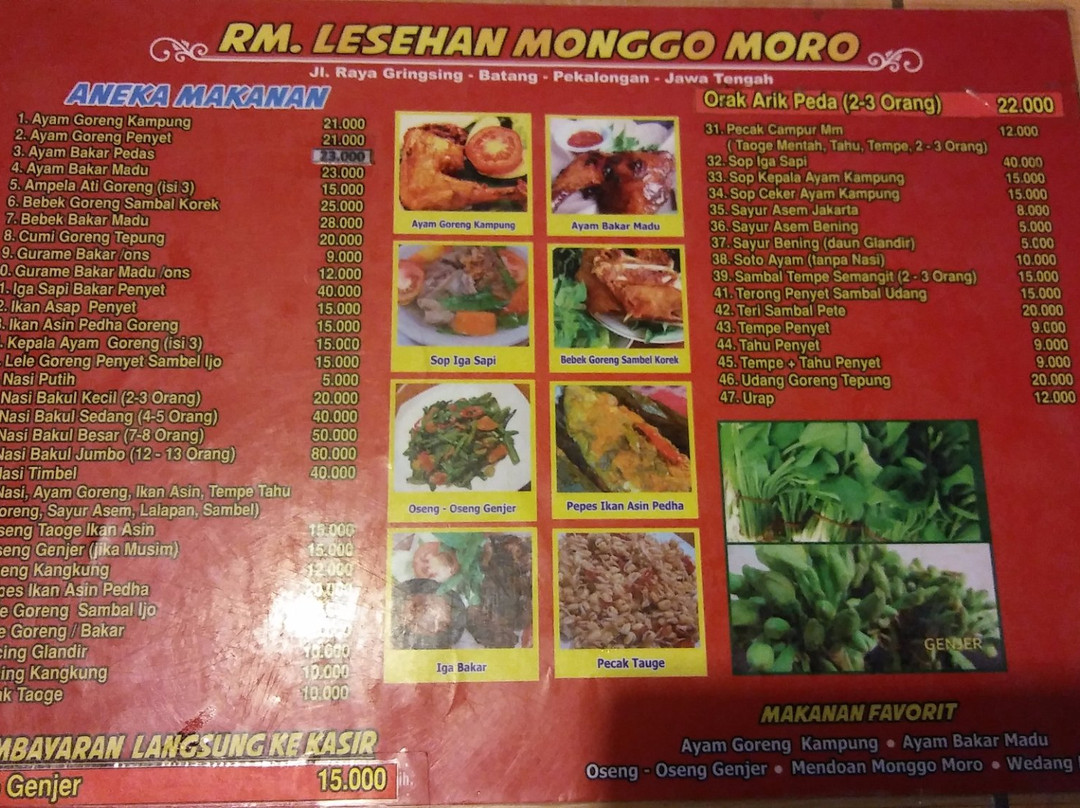 RM. LESEHAN MONGGO MORO
Jl. Raya Gringsing - Batang - Pekalongan - Jawa Tengah
ANEKA MAKANAN
1. Ayam Goreng Kampung 21.000
2. Ayam Goreng Penyet 21.000
3. Ayam Bakar Pedas 23.000
4. Ayam Bakar Madu 23.000
5. Ampela Ati Goreng (isi 3) 15.000
6. Bebek Goreng Sambal Korek 25.000
7. Bebek Bakar Madu 28.000
8. Cumi Goreng Tepung 20.000
9. Gurame Bakar /ons 9.000
0. Gurame Bakar Madu /ons 12.000
1. Iga Sapi Bakar Penyet 40.000
2. Ikan Asap Penyet 15.000
. Ikan Asin Pedha Goreng 15.000
. Kepala Ayam Goreng (isi 3) 15.000
. Lele Goreng Penyet Sambel Ijo 15.000
Nasi Putih 5.000
Nasi Bakul Kecil (2-3 Orang) 20.000
Nasi Bakul Sedang (4-5 Orang) 40.000
Nasi Bakul Besar (7-8 Orang) 50.000
Nasi Bakul Jumbo (12 - 13 Orang) 80.000
Nasi Timbel 40.000
Nasi, Ayam Goreng, Ikan Asin, Tempe Tahu
oreng, Sayur Asem, Lalapan, Sambel)
seng Taoge Ikan Asin 15.000
seng Genjer (jika Musim) 15.000
eng Kangkung 12.000
pes Ikan Asin Pedha 20.000
e Goreng Sambal Ijo
e Goreng / Bakar
cing Glandir 10.000
ing Kangkung 10.000
ak Taoge 10.000
MBAYARAN LANGSUNG KE KASIR
Genjer 15.000
Ayam Goreng Kampung
Ayam Bakar Madu
Sop Iga Sapi
Bebek Goreng Sambel Korek
Oseng - Oseng Genjer
Pepes Ikan Asin Pedha
Iga Bakar
Pecak Tauge
Orak Arik Peda (2-3 Orang) 22.000
31. Pecak Campur Mm 12.000
( Taoge Mentah, Tahu, Tempe, 2 - 3 Orang)
32. Sop Iga Sapi 40.000
33. Sop Kepala Ayam Kampung 15.000
34. Sop Ceker Ayam Kampung 15.000
35. Sayur Asem Jakarta 8.000
36. Sayur Asem Bening 5.000
37. Sayur Bening (daun Glandir) 5.000
38. Soto Ayam (tanpa Nasi) 10.000
39. Sambal Tempe Semangit (2 - 3 Orang) 15.000
41. Terong Penyet Sambal Udang 15.000
42. Teri Sambal Pete 20.000
43. Tempe Penyet 9.000
44. Tahu Penyet 9.000
45. Tempe + Tahu Penyet 9.000
46. Udang Goreng Tepung 20.000
47. Urap 12.000
GENJER
MAKANAN FAVORIT
Ayam Goreng Kampung • Ayam Bakar Madu
Oseng - Oseng Genjer • Mendoan Monggo Moro • Wedang